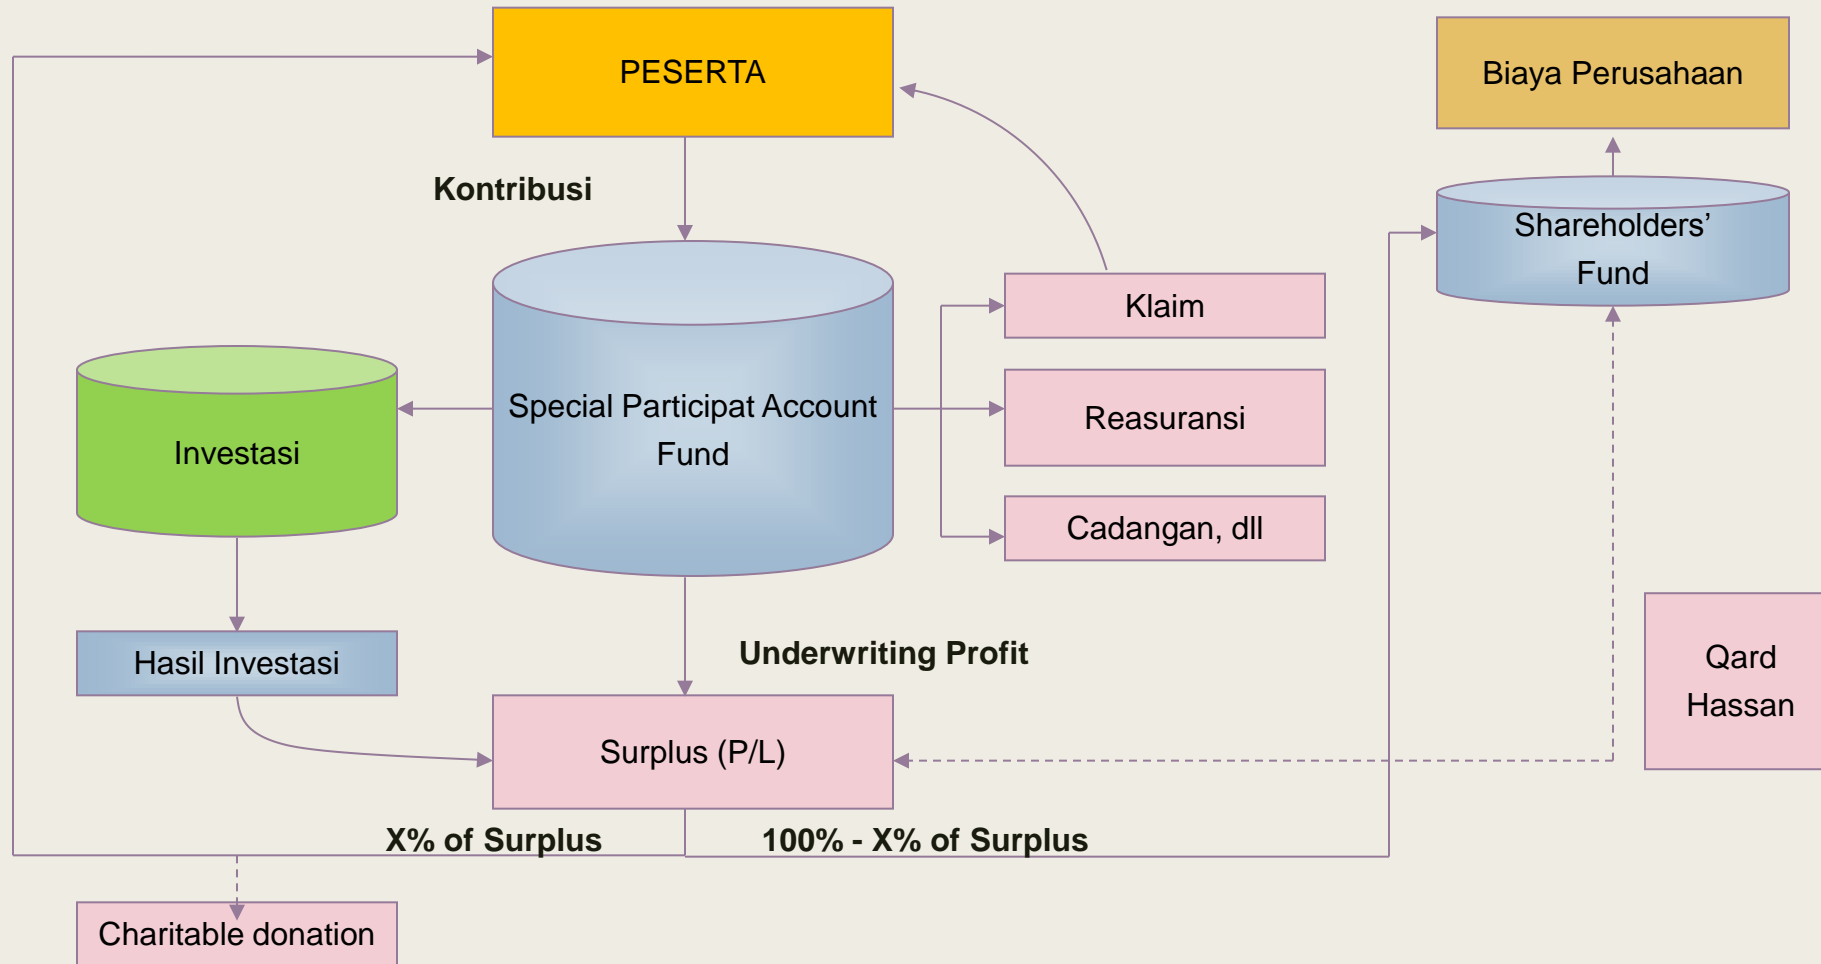 PESERTA
Biaya Perusahaan
Kontribusi
Shareholders’
Fund
Klaim
Special Participat Account
Fund
Reasuransi
Investasi
Cadangan, dll
Hasil Investasi
Underwriting Profit
Qard
Hassan
Surplus (P/L)
X% of Surplus
100% - X% of Surplus
Charitable donation